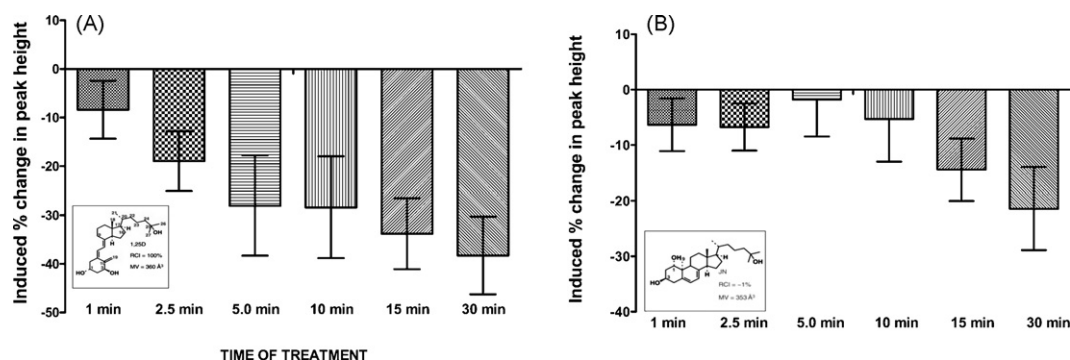 (A)
Induced % change in peak height
10
0
-10
-20
-30
-40
-50
1,25D
RCI = 100%
MV = 360 Å³
HO
OH
OH
H
1 min 2.5 min 5.0 min 10 min 15 min 30 min
TIME OF TREATMENT
(B)
Induced % change in peak height
10
0
-10
-20
-30
-40
JN
RCI = ~1%
MV = 353 Å³
HO
OH
H
H
OH
1 min 2.5 min 5.0 min 10 min 15 min 30 min